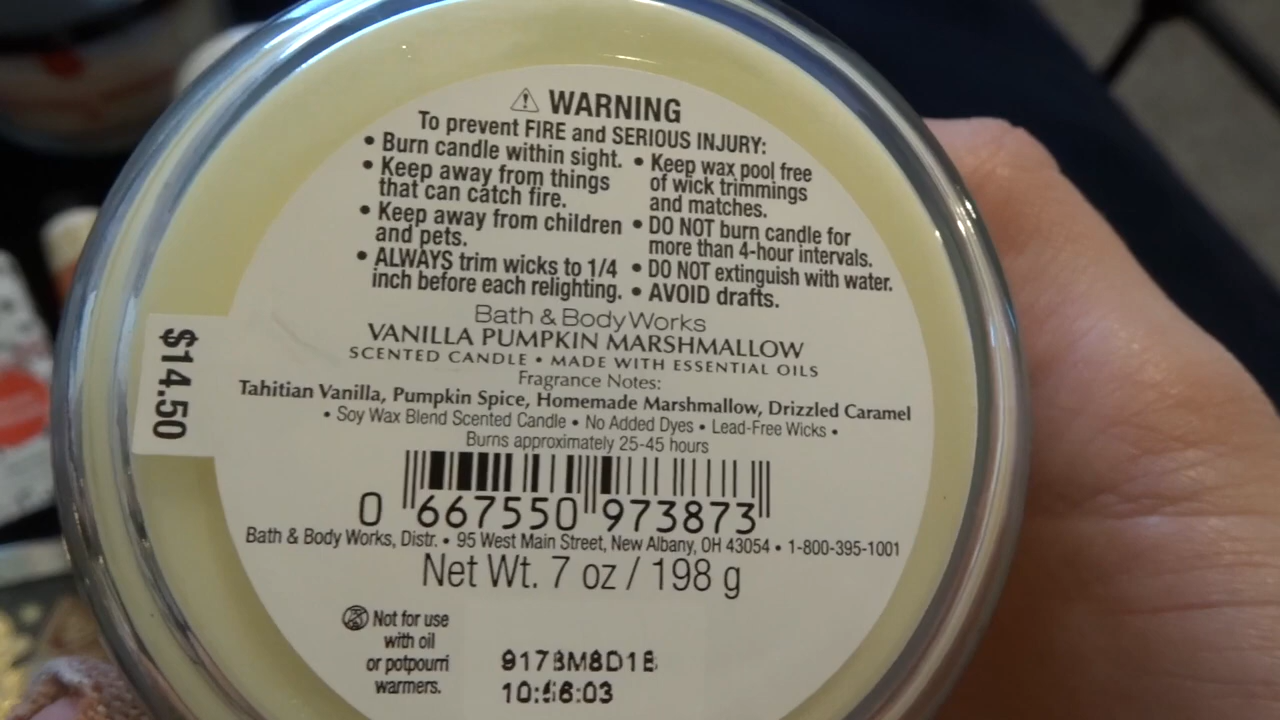 WARNING
To prevent FIRE and SERIOUS INJURY:
• Burn candle within sight.
• Keep away from things
that can catch fire.
• Keep away from children
and pets.
• ALWAYS trim wicks to 1/4
inch before each relighting.
• Keep wax pool free
of wick trimmings
and matches.
• DO NOT burn candle for
more than 4-hour intervals.
• DO NOT extinguish with water.
• AVOID drafts.
Bath & Body Works
VANILLA PUMPKIN MARSHMALLOW
SCENTED CANDLE • MADE WITH ESSENTIAL OILS
Fragrance Notes:
Tahitian Vanilla, Pumpkin Spice, Homemade Marshmallow, Drizzled Caramel
• Soy Wax Blend Scented Candle • No Added Dyes • Lead-Free Wicks •
Burns approximately 25-45 hours
$14.50
0 667550 973873
Bath & Body Works, Distr. • 95 West Main Street, New Albany, OH 43054 • 1-800-395-1001
Net Wt. 7 oz / 198 g
Not for use
with oil
or potpourri
warmers.